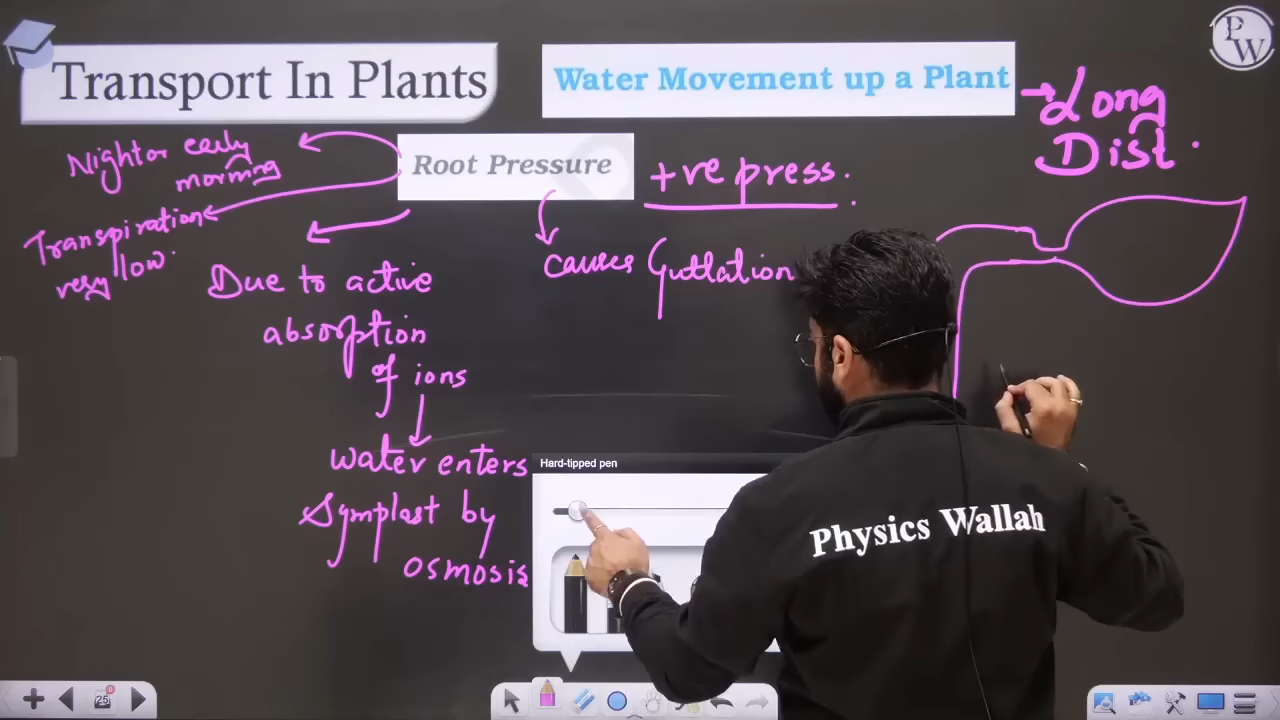 Transport In Plants
Water Movement up a Plant
→ Long
Dist.
PW
Night or early
morning
Root Pressure
+ve press.
Transpiration
very low.
causes Guttation
Due to active
absorption
of ions
water enters
Symplast by
osmosis
Hard-tipped pen
Physics Wallah
25